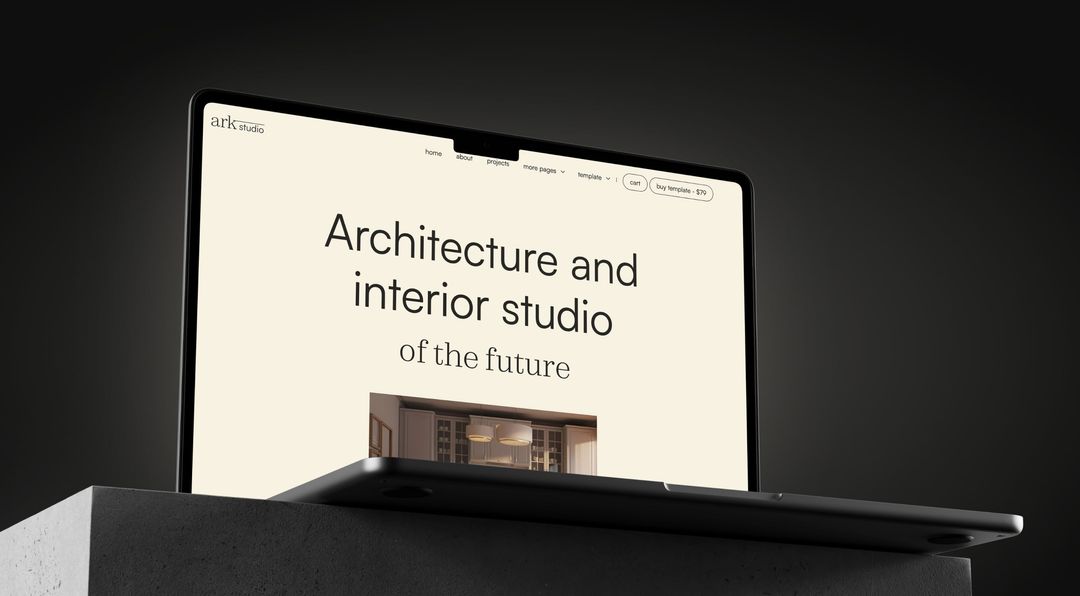 ark studio
home about projects more pages template cart buy template - $79
Architecture and
interior studio
of the future